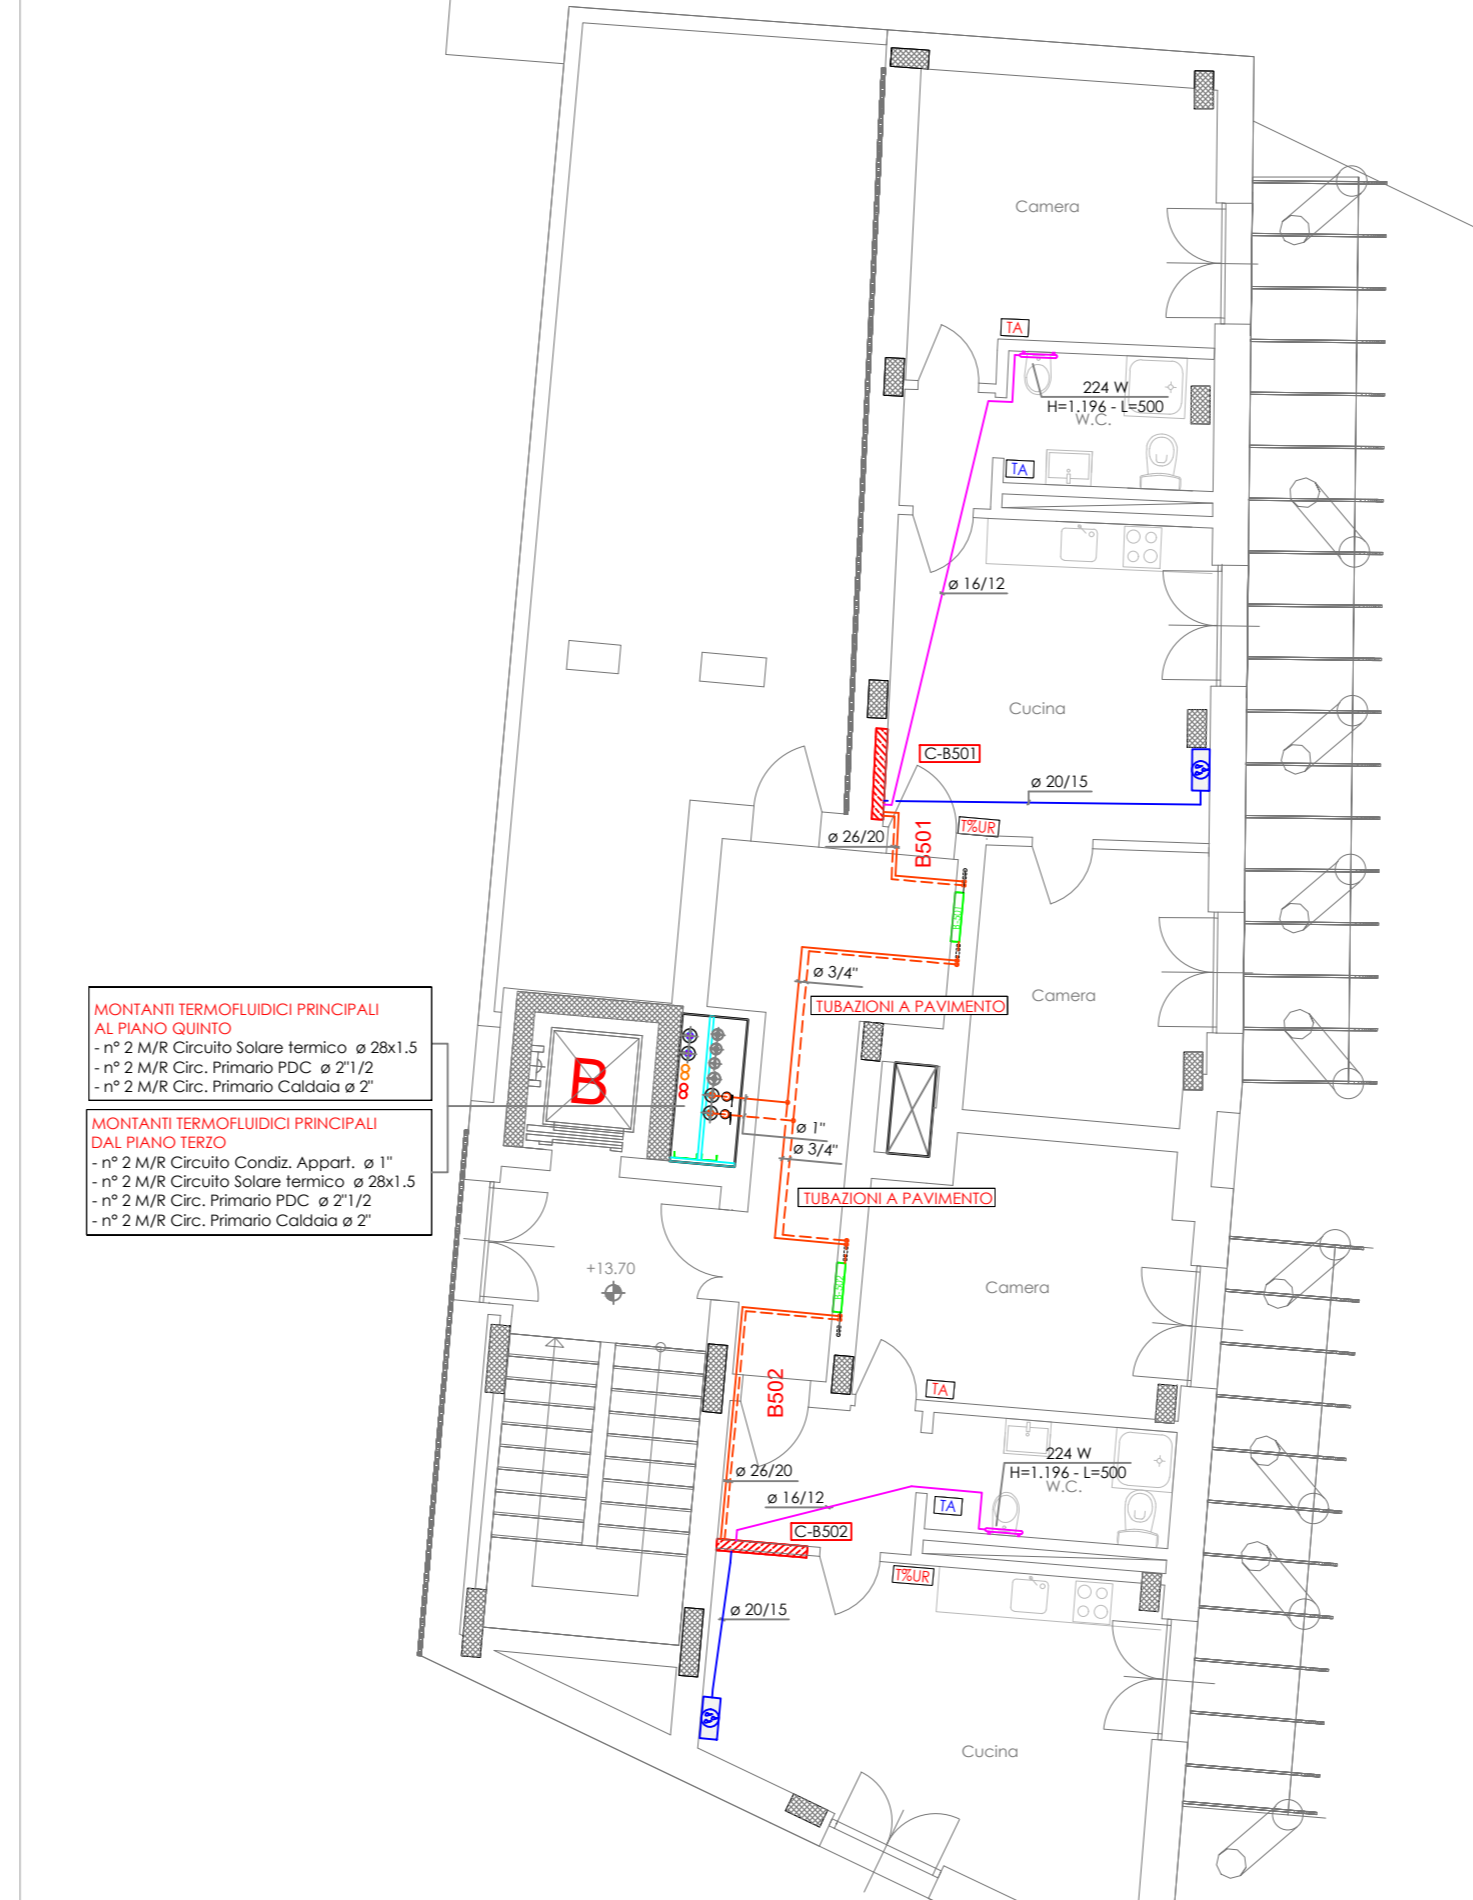 Camera
TA
224 W
H=1.196 - L=500
W.C.
TA
ø 16/12
Cucina
C-B501
ø 20/15
T%UR
ø 26/20
B501
B-501
ø 3/4"
TUBAZIONI A PAVIMENTO
Camera
MONTANTI TERMOFLUIDICI PRINCIPALI
AL PIANO QUINTO
- n° 2 M/R Circuito Solare termico ø 28x1.5
- n° 2 M/R Circ. Primario PDC ø 2"1/2
- n° 2 M/R Circ. Primario Caldaia ø 2"
B
MONTANTI TERMOFLUIDICI PRINCIPALI
DAL PIANO TERZO
- n° 2 M/R Circuito Condiz. Appart. ø 1"
- n° 2 M/R Circuito Solare termico ø 28x1.5
- n° 2 M/R Circ. Primario PDC ø 2"1/2
- n° 2 M/R Circ. Primario Caldaia ø 2"
ø 1"
ø 3/4"
TUBAZIONI A PAVIMENTO
+13.70
B-502
Camera
B502
TA
224 W
H=1.196 - L=500
W.C.
ø 26/20
ø 16/12
TA
C-B502
T%UR
ø 20/15
Cucina